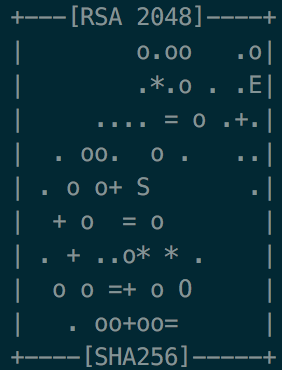 +---[RSA 2048]----+
|        o.oo   .o|
|        .*.o . .E|
|     .... = o .+.|
|  . oo.  o .   ..|
| . o o+ S       .|
|  + o  = o       |
| . + ..o* * .    |
|  o o =+ o O     |
|   . oo+oo=      |
+----[SHA256]-----+